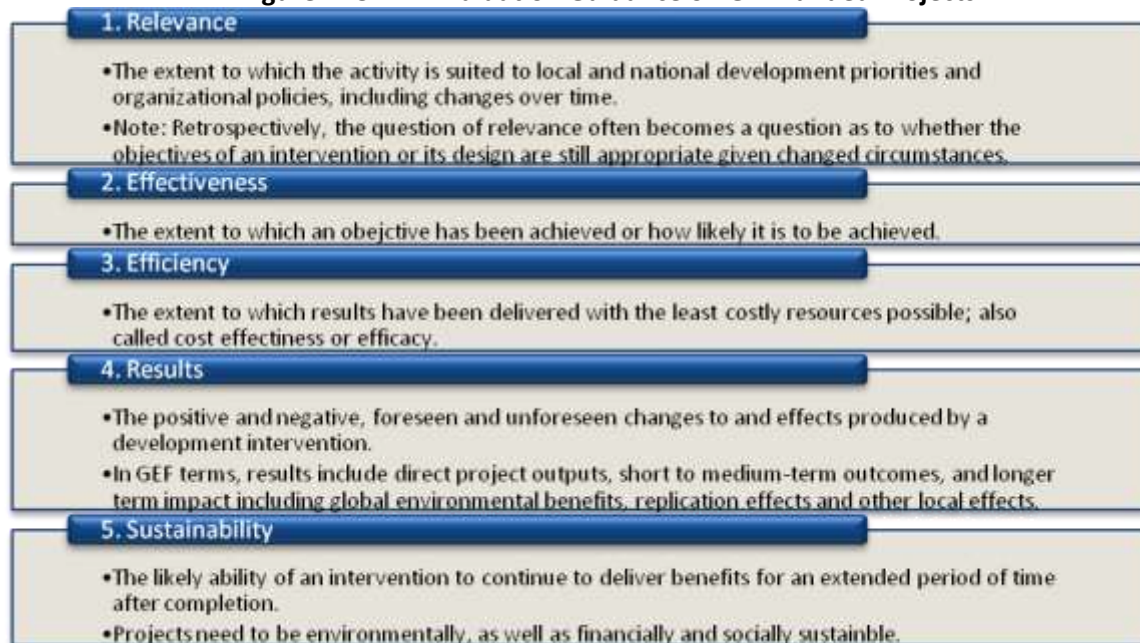 1. Relevance
•The extent to which the activity is suited to local and national development priorities and
organizational policies, including changes over time.
•Note: Retrospectively, the question of relevance often becomes a question as to whether the
objectives of an intervention or its design are still appropriate given changed circumstances.
2. Effectiveness
•The extent to which an obejctive has been achieved or how likely it is to be achieved.
3. Efficiency
•The extent to which results have been delivered with the least costly resources possible; also
called cost effectiness or efficacy.
4. Results
•The positive and negative, foreseen and unforeseen changes to and effects produced by a
development intervention.
•In GEF terms, results include direct project outputs, short to medium-term outcomes, and longer
term impact including global environmental benefits, replication effects and other local effects.
5. Sustainability
•The likely ability of an intervention to continue to deliver benefits for an extended period of time
after completion.
•Projects need to be environmentally, as well as financially and socially sustainble.